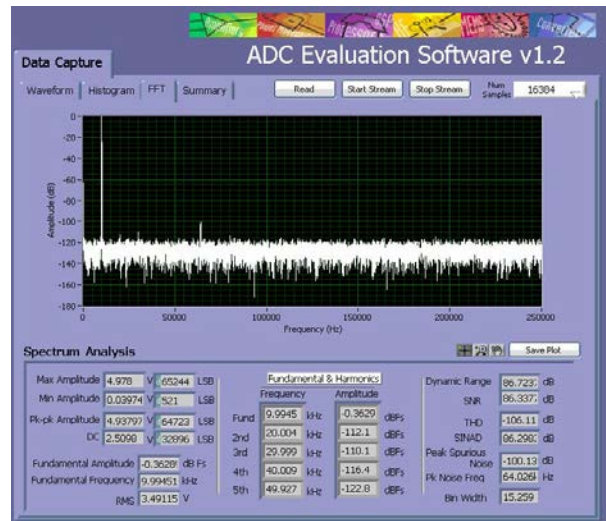 ADC Evaluation Software v1.2
Data Capture
Waveform Histogram FFT Summary Read Start Stream Stop Stream Num Samples 16384
0
-20
-40
-60
-80
-100
-120
-140
-160
-180
Amplitude (dB)
0 50000 100000 150000 200000 250000
Frequency (Hz)
Spectrum Analysis Save Plot
Max Amplitude 4.978 V 65244 LSB
Min Amplitude 0.03974 V 521 LSB
Pk-pk Amplitude 4.93797 V 64723 LSB
DC 2.5098 V 32896 LSB
Fundamental Amplitude -0.3628 dB Fs
Fundamental Frequency 9.99451 kHz
RMS 3.49115 V
Fundamental & Harmonics
Frequency Amplitude
Fund 9.9945 kHz -0.3629 dBFs
2nd 20.004 kHz -112.1 dBFs
3rd 29.999 kHz -110.1 dBFs
4th 40.009 kHz -116.4 dBFs
5th 49.927 kHz -122.8 dBFs
Dynamic Range 86.723 dB
SNR 86.337 dB
THD -106.11 dB
SINAD 86.298 dB
Peak Spurious Noise -100.13 dB
Pk Noise Freq 64.026 Hz
Bin Width 15.259